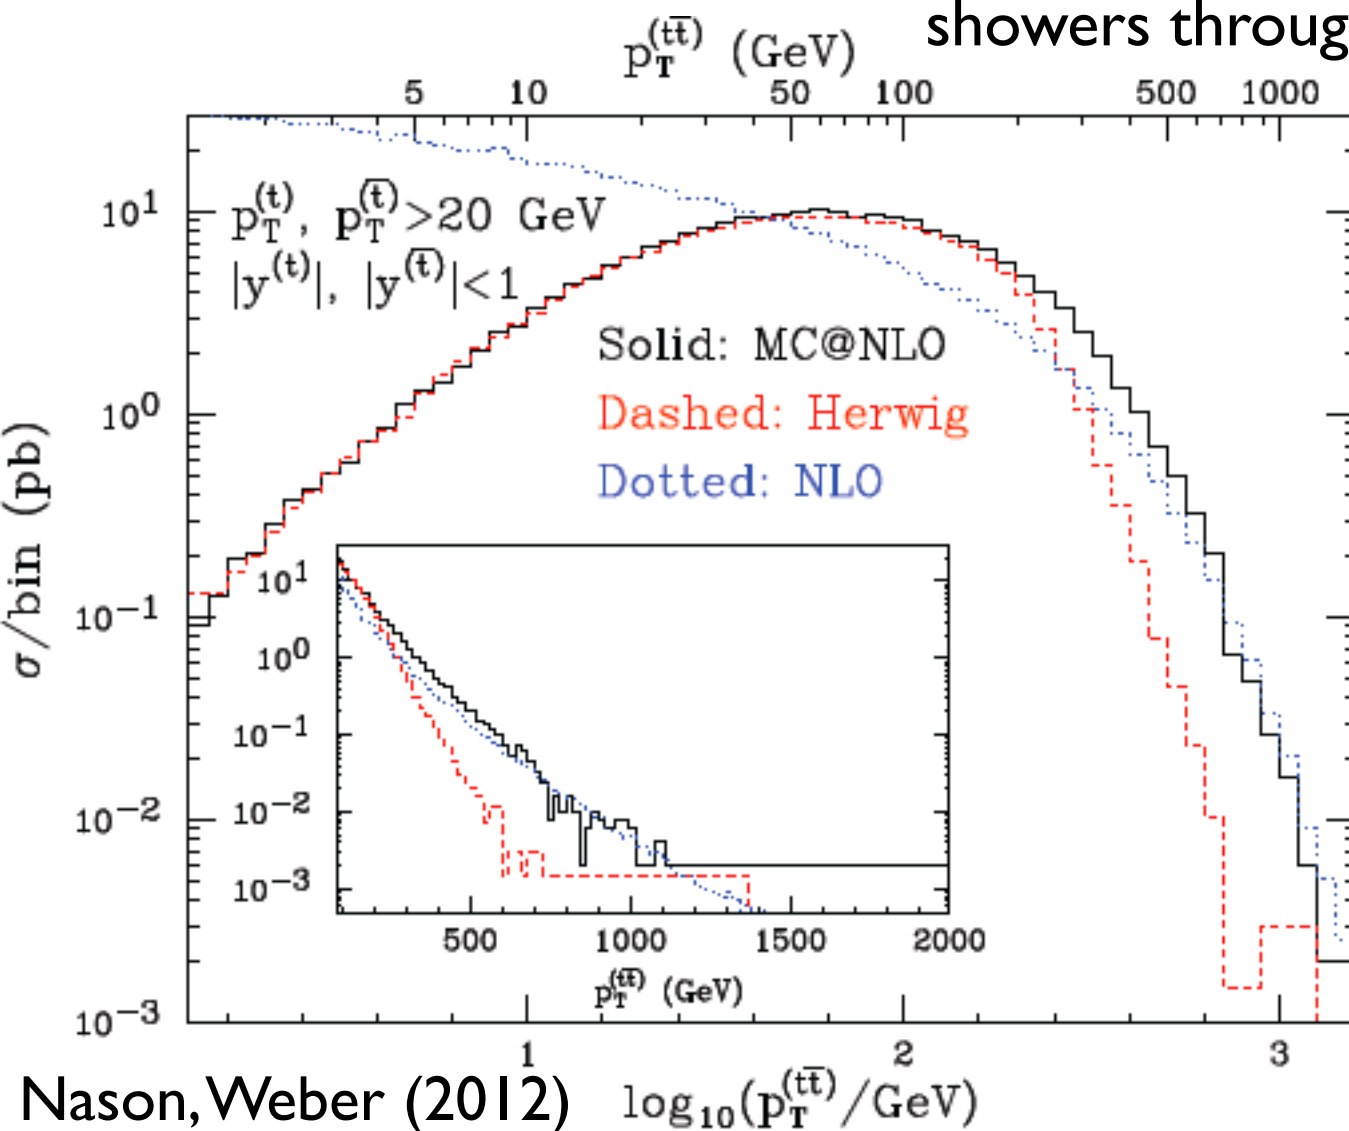 showers throug
p_T^{(tt̄)} (GeV)
5 10 50 100 500 1000
p_T^{(t)}, p_T^{(t̄)}>20 GeV
|y^{(t)}|, |y^{(t̄)}|<1
Solid: MC@NLO
Dashed: Herwig
Dotted: NLO
σ/bin (pb)
10^1
10^0
10^{-1}
10^{-2}
10^{-3}
10^1
10^0
10^{-1}
10^{-2}
10^{-3}
500 1000 1500 2000
p_T^{(tt̄)} (GeV)
1 2 3
log_{10}(p_T^{(tt̄)}/GeV)
Nason, Weber (2012)